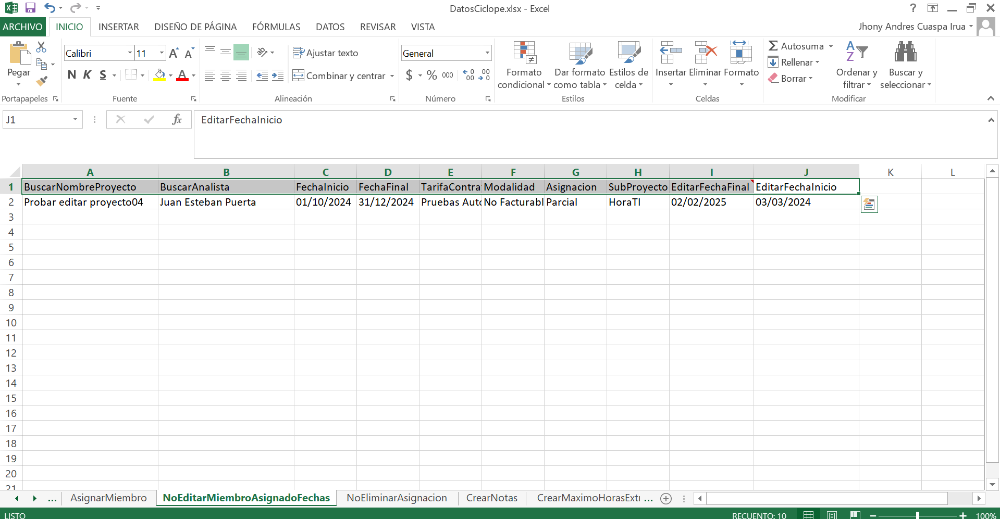 DatosCiclope.xlsx - Excel
ARCHIVO INICIO INSERTAR DISEÑO DE PÁGINA FÓRMULAS DATOS REVISAR VISTA Jhony Andres Cuaspa Irua
Pegar
Portapapeles
Calibri 11
N K S A
Fuente
Ajustar texto
Combinar y centrar
Alineación
General
$ % 000
Número
Formato condicional
Dar formato como tabla
Estilos de celda
Estilos
Insertar Eliminar Formato
Celdas
Autosuma
Rellenar
Borrar
Ordenar y filtrar
Buscar y seleccionar
Modificar
J1 fx EditarFechaInicio
A B C D E F G H I J K L
1 BuscarNombreProyecto BuscarAnalista FechaInicio FechaFinal TarifaContra Modalidad Asignacion SubProyecto EditarFechaFinal EditarFechaInicio
2 Probar editar proyecto04 Juan Esteban Puerta 01/10/2024 31/12/2024 Pruebas Auto No Facturabl Parcial HoraTI 02/02/2025 03/03/2024
3
4
5
6
7
8
9
10
11
12
13
14
15
16
17
18
19
20
21
... AsignarMiembro NoEditarMiembroAsignadoFechas NoEliminarAsignacion CrearNotas CrearMaximoHorasExtr ...
LISTO RECUENTO: 10 100%